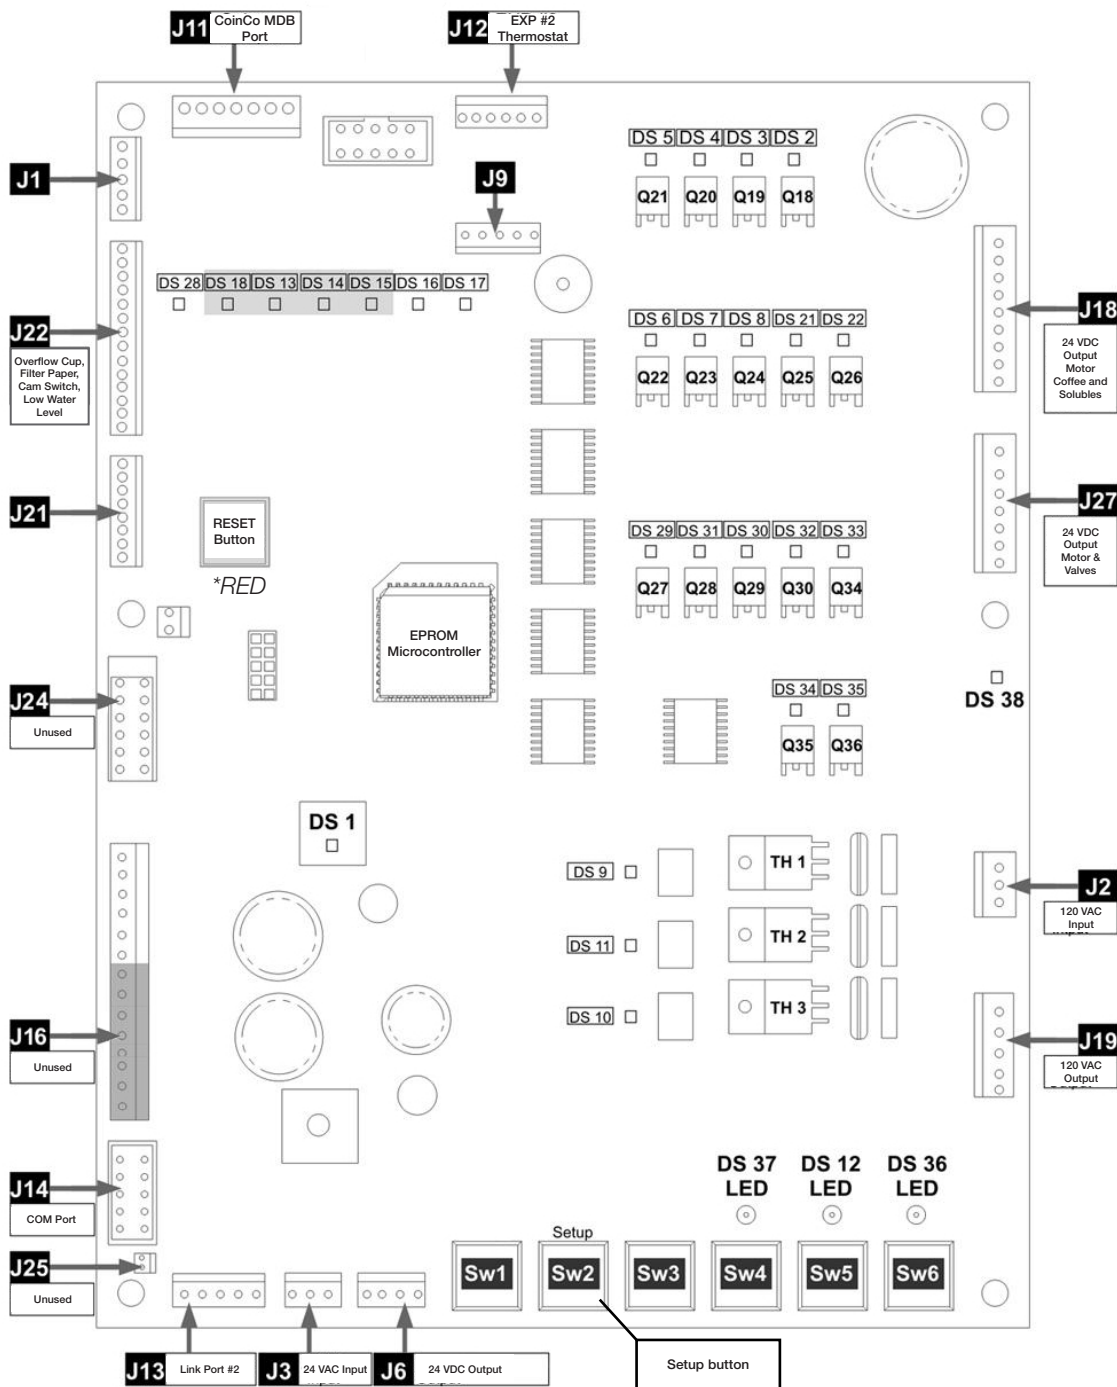 J11
CoinCo MDB
Port
J12
EXP #2
Thermostat
J1
J9
DS 5 DS 4 DS 3 DS 2
Q21 Q20 Q19 Q18
DS 28 DS 18 DS 13 DS 14 DS 15 DS 16 DS 17
J22
Overflow Cup,
Filter Paper,
Cam Switch,
Low Water
Level
DS 6 DS 7 DS 8 DS 21 DS 22
Q22 Q23 Q24 Q25 Q26
J18
24 VDC
Output
Motor
Coffee and
Solubles
J21
RESET
Button
*RED
J27
24 VDC
Output
Motor &
Valves
DS 29 DS 31 DS 30 DS 32 DS 33
Q27 Q28 Q29 Q30 Q34
EPROM
Microcontroller
J24
Unused
DS 34 DS 35
Q35 Q36
DS 38
DS 1
DS 9
TH 1
J2
120 VAC
Input
DS 11
TH 2
DS 10
TH 3
J16
Unused
J19
120 VAC
Output
J14
COM Port
DS 37 DS 12 DS 36
LED LED LED
J25
Unused
Setup
Sw1 Sw2 Sw3 Sw4 Sw5 Sw6
J13
Link Port #2
J3
24 VAC Input
J6
24 VDC Output
Setup button